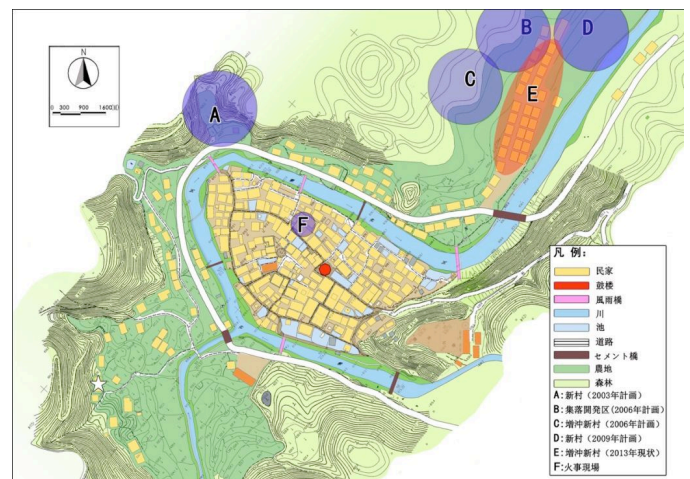 N
0 300 900 1600(m)
A
B
D
C
E
F
凡 例:
民家
鼓楼
風雨橋
川
池
道路
セメント橋
農地
森林
A:新村（2003年計画）
B:集落開発区(2006年計画)
C:増沖新村（2006年計画）
D:新村（2009年計画）
E:増沖新村（2013年現状）
F:火事現場